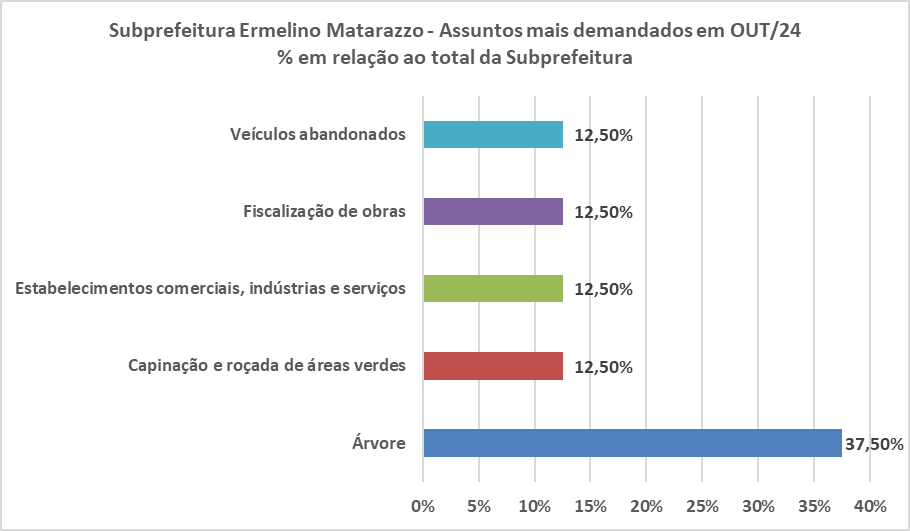 Subprefeitura Ermelino Matarazzo - Assuntos mais demandados em OUT/24
% em relação ao total da Subprefeitura
Veículos abandonados 12,50%
Fiscalização de obras 12,50%
Estabelecimentos comerciais, indústrias e serviços 12,50%
Capinação e roçada de áreas verdes 12,50%
Árvore 37,50%
0% 5% 10% 15% 20% 25% 30% 35% 40%